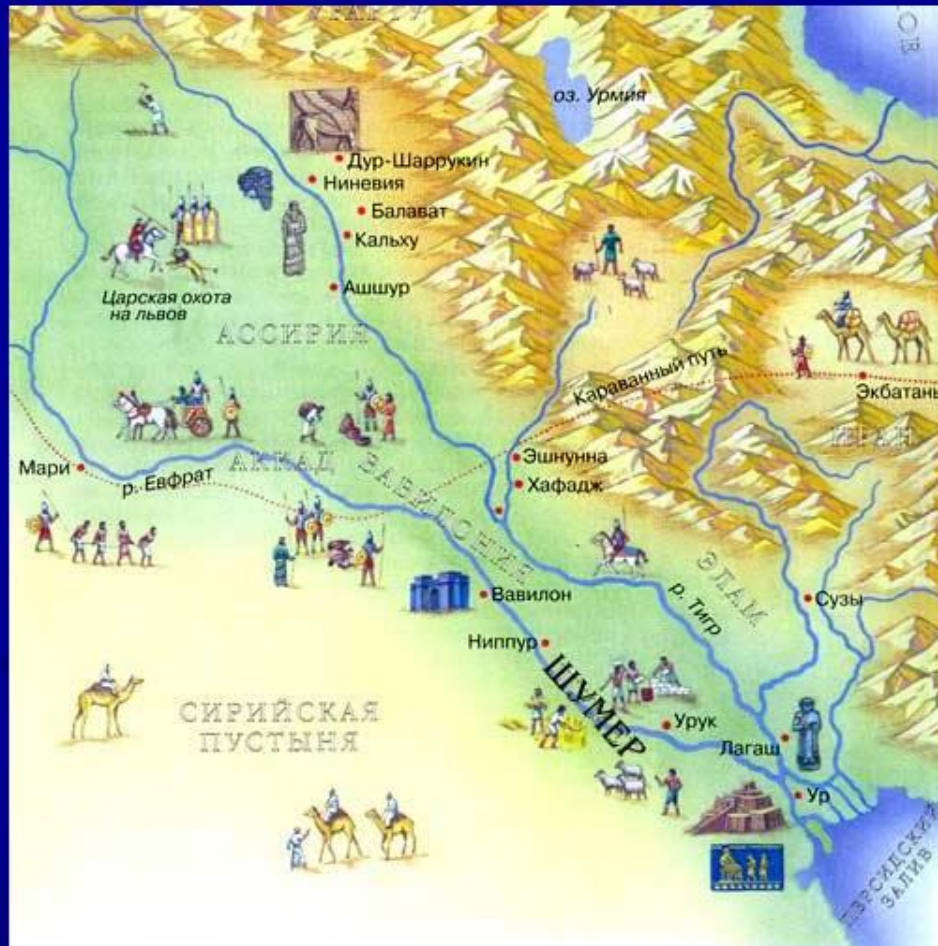 УРАРТУ
оз. Урмия
Дур-Шаррукин
Ниневия
Балават
Кальху
Ашшур
Царская охота
на львов
АССИРИЯ
Караванный путь
Экбатаны
Эшнунна
Хафадж
АККАД
Мари
р. Евфрат
ВАВИЛОНИЯ
ЭЛАМ
р. Тигр
Вавилон
Сузы
Ниппур
ШУМЕР
Урук
Лагаш
Ур
СИРИЙСКАЯ
ПУСТЫНЯ
ПЕРСИДСКИЙ
ЗАЛИВ